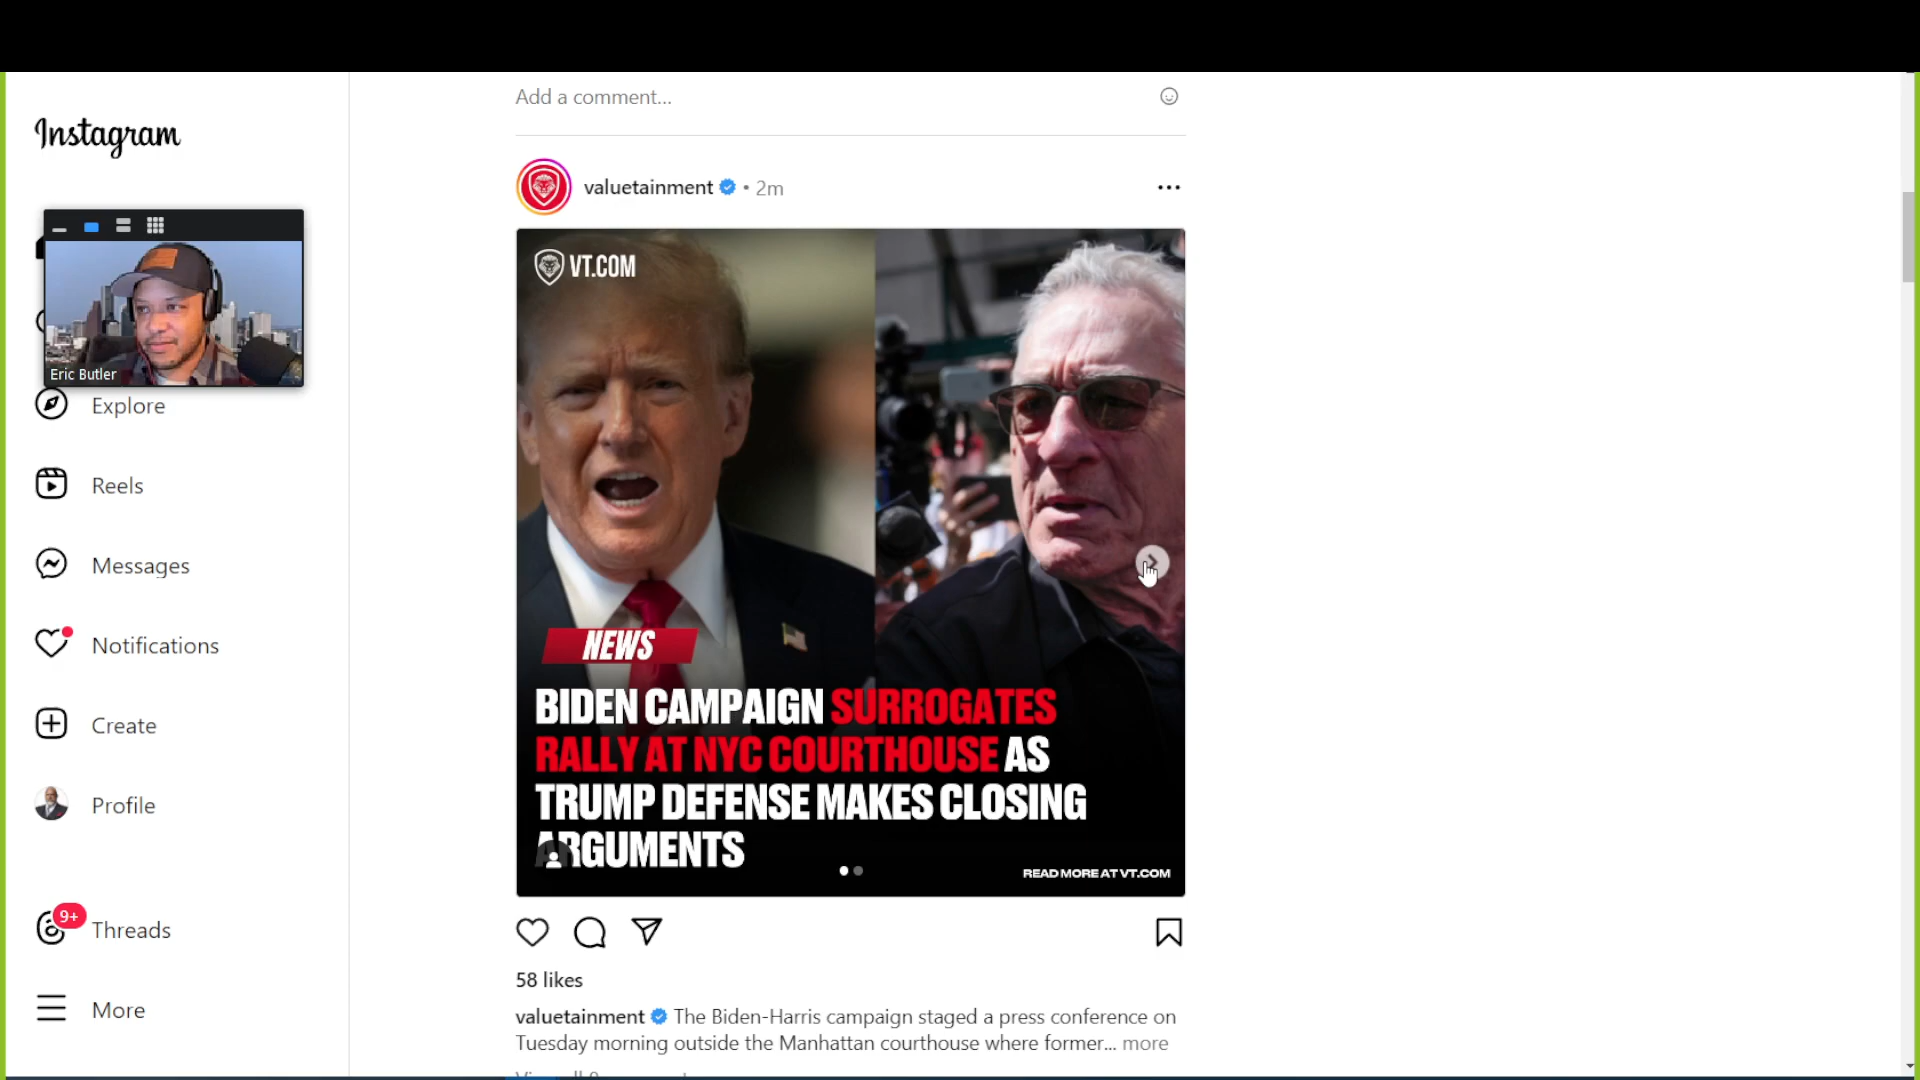 Instagram
Eric Butler
Explore
Reels
Messages
Notifications
Create
Profile
9+
Threads
More
Add a comment...
valuetainment • 2m
VT.COM
NEWS
BIDEN CAMPAIGN SURROGATES
RALLY AT NYC COURTHOUSE AS
TRUMP DEFENSE MAKES CLOSING
ARGUMENTS
READ MORE AT VT.COM
58 likes
valuetainment The Biden-Harris campaign staged a press conference on
Tuesday morning outside the Manhattan courthouse where former... more